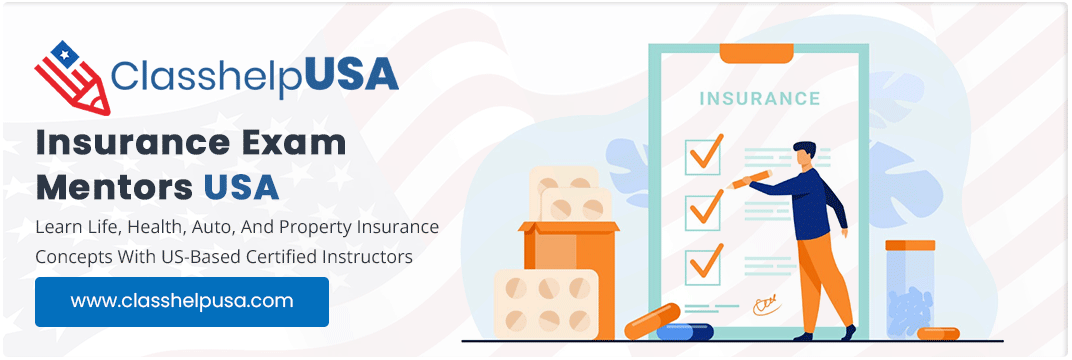 ClasshelpUSA
Insurance Exam
Mentors USA
Learn Life, Health, Auto, And Property Insurance
Concepts With US-Based Certified Instructors
www.classhelpusa.com
INSURANCE